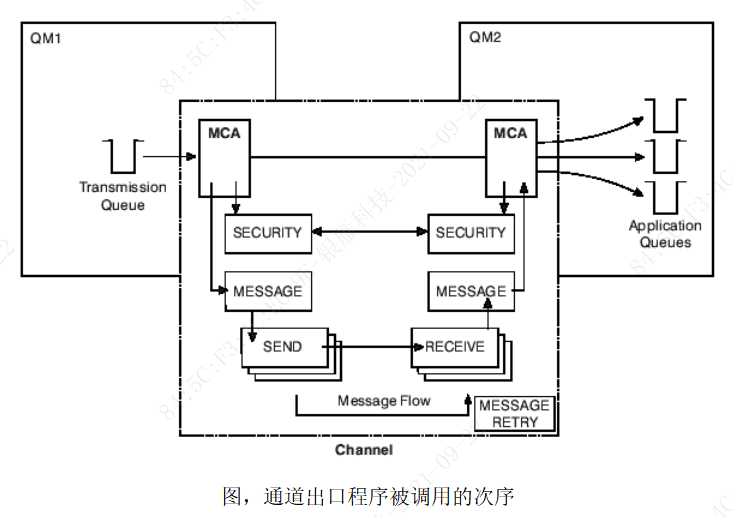 QM1
QM2
MCA
MCA
Transmission
Queue
SECURITY
SECURITY
Application
Queues
MESSAGE
MESSAGE
SEND
RECEIVE
Message Flow
MESSAGE
RETRY
Channel
图，通道出口程序被调用的次序